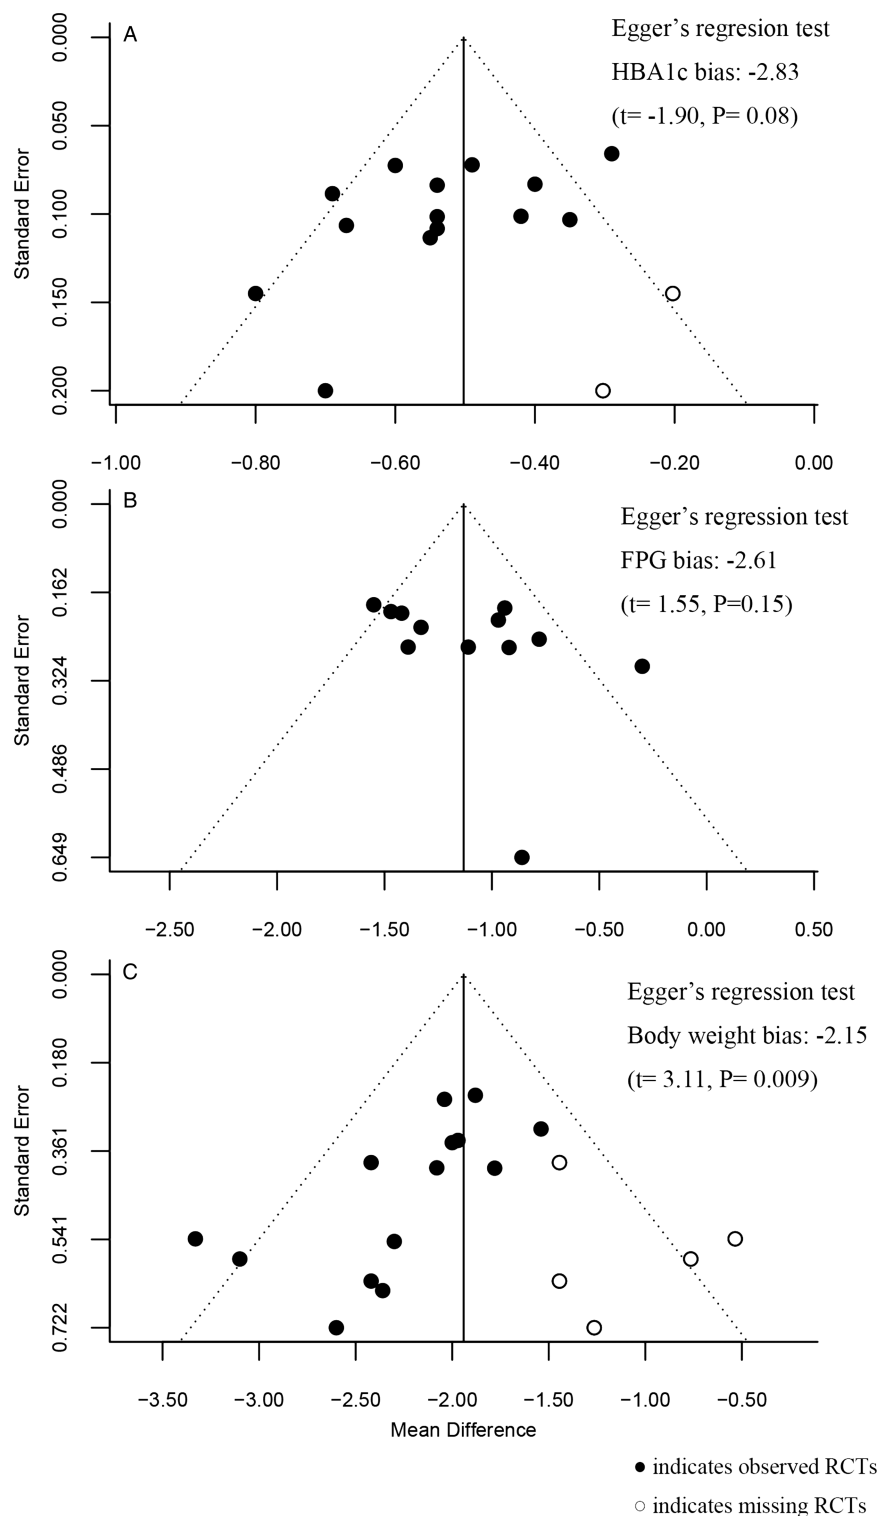 A
Egger’s regresion test
HBA1c bias: -2.83
(t= -1.90, P= 0.08)
Standard Error
0.000
0.050
0.100
0.150
0.200
−1.00 −0.80 −0.60 −0.40 −0.20 0.00
B
Egger’s regression test
FPG bias: -2.61
(t= 1.55, P=0.15)
Standard Error
0.000
0.162
0.324
0.486
0.649
−2.50 −2.00 −1.50 −1.00 −0.50 0.00 0.50
C
Egger’s regression test
Body weight bias: -2.15
(t= 3.11, P= 0.009)
Standard Error
0.000
0.180
0.361
0.541
0.722
−3.50 −3.00 −2.50 −2.00 −1.50 −1.00 −0.50
Mean Difference
indicates observed RCTs
indicates missing RCTs